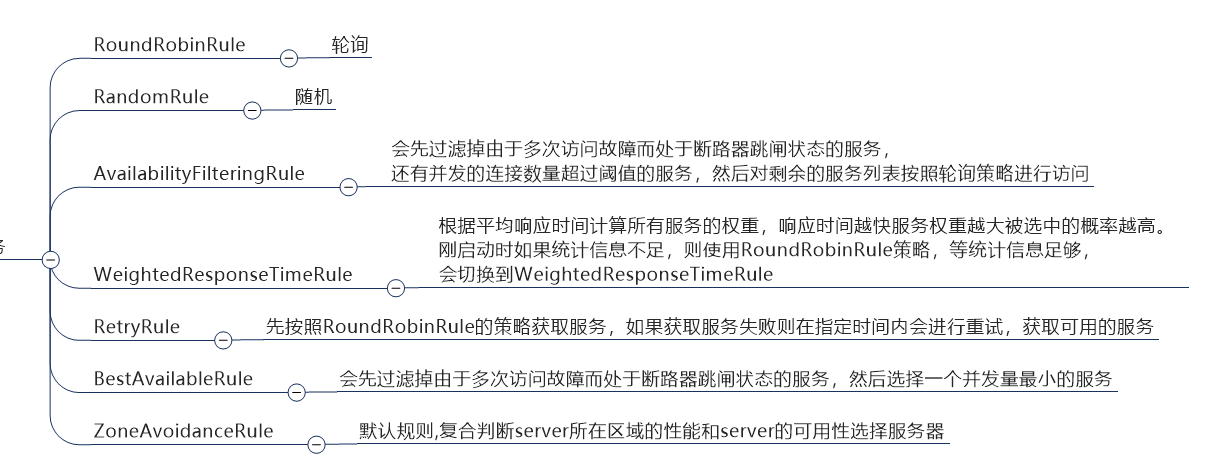 RoundRobinRule
轮询
RandomRule
随机
会先过滤掉由于多次访问故障而处于断路器跳闸状态的服务，
AvailabilityFilteringRule
还有并发的连接数量超过阈值的服务，然后对剩余的服务列表按照轮询策略进行访问
根据平均响应时间计算所有服务的权重，响应时间越快服务权重越大被选中的概率越高。
刚启动时如果统计信息不足，则使用RoundRobinRule策略，等统计信息足够，
WeightedResponseTimeRule
会切换到WeightedResponseTimeRule
RetryRule
先按照RoundRobinRule的策略获取服务，如果获取服务失败则在指定时间内会进行重试，获取可用的服务
BestAvailableRule
会先过滤掉由于多次访问故障而处于断路器跳闸状态的服务，然后选择一个并发量最小的服务
ZoneAvoidanceRule
默认规则,复合判断server所在区域的性能和server的可用性选择服务器